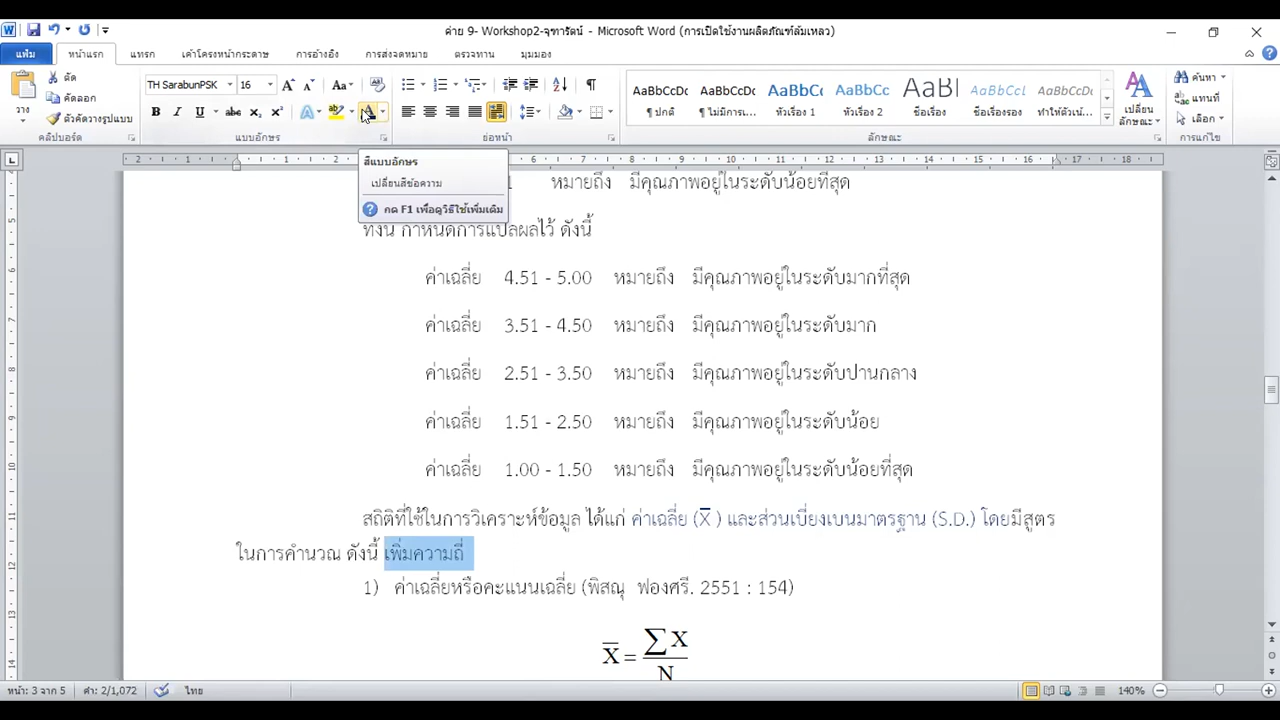 ค่าย 9- Workshop2-จุฑารัตน์ - Microsoft Word (การเปิดใช้งานผลิตภัณฑ์ล้มเหลว)
แฟ้ม หน้าแรก แทรก เค้าโครงหน้ากระดาษ การอ้างอิง การส่งจดหมาย ตรวจทาน มุมมอง
วาง
ตัด
คัดลอก
ตัวคัดวางรูปแบบ
คลิปบอร์ด
TH SarabunPSK 16
แบบอักษร
ย่อหน้า
AaBbCc AaBbCc AaBbCc AaBbCc AaBl AaBbCcI AaBbCcl
¶ ปกติ ¶ ไม่มีการเ... หัวเรื่อง 1 หัวเรื่อง 2 ชื่อเรื่อง ชื่อเรื่องรอง ทำให้ตัวเน้...
เปลี่ยน
ลักษณะ
ลักษณะ
ค้นหา
แทนที่
เลือก
การแก้ไข
สีแบบอักษร
เปลี่ยนสีข้อความ
กด F1 เพื่อดูวิธีใช้เพิ่มเติม
1 หมายถึง มีคุณภาพอยู่ในระดับน้อยที่สุด
ทั้งนี้ กำหนดการแปลผลไว้ ดังนี้
ค่าเฉลี่ย 4.51 - 5.00 หมายถึง มีคุณภาพอยู่ในระดับมากที่สุด
ค่าเฉลี่ย 3.51 - 4.50 หมายถึง มีคุณภาพอยู่ในระดับมาก
ค่าเฉลี่ย 2.51 - 3.50 หมายถึง มีคุณภาพอยู่ในระดับปานกลาง
ค่าเฉลี่ย 1.51 - 2.50 หมายถึง มีคุณภาพอยู่ในระดับน้อย
ค่าเฉลี่ย 1.00 - 1.50 หมายถึง มีคุณภาพอยู่ในระดับน้อยที่สุด
สถิติที่ใช้ในการวิเคราะห์ข้อมูล ได้แก่ ค่าเฉลี่ย (X̅ ) และส่วนเบี่ยงเบนมาตรฐาน (S.D.) โดยมีสูตร
ในการคำนวณ ดังนี้ เพิ่มความถี่
1) ค่าเฉลี่ยหรือคะแนนเฉลี่ย (พิสณุ ฟองศรี. 2551 : 154)
X̅ = ∑ X
N
หน้า: 3 จาก 5 คำ: 2/1,072 ไทย 140%